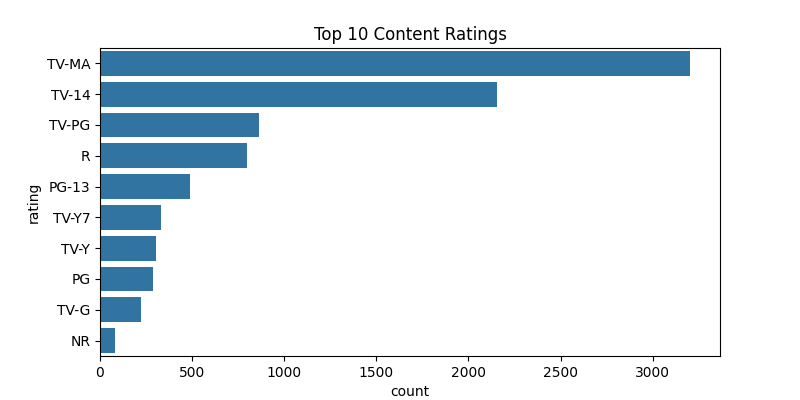 Top 10 Content Ratings
TV-MA
TV-14
TV-PG
R
PG-13
TV-Y7
TV-Y
PG
TV-G
NR
rating
0 500 1000 1500 2000 2500 3000
count